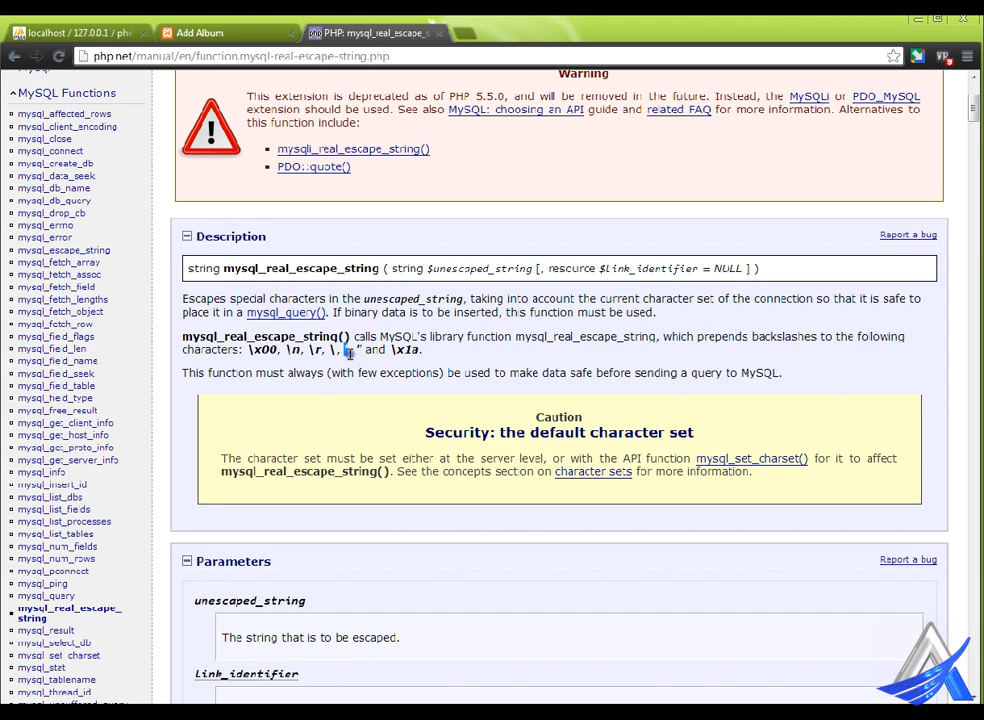 localhost / 127.0.0.1 / phe
Add Album
PHP: mysql_real_escape_s
php.net/manual/en/function.mysql-real-escape-string.php
MySQL Functions
mysql_affected_rows
mysql_client_encoding
mysql_close
mysql_connect
mysql_create_db
mysql_data_seek
mysql_db_name
mysql_db_query
mysql_drop_db
mysql_errno
mysql_error
mysql_escape_string
mysql_fetch_array
mysql_fetch_assoc
mysql_fetch_field
mysql_fetch_lengths
mysql_fetch_object
mysql_fetch_row
mysql_field_flags
mysql_field_len
mysql_field_name
mysql_field_seek
mysql_field_table
mysql_field_type
mysql_free_result
mysql_get_client_info
mysql_get_host_info
mysql_get_proto_info
mysql_get_server_info
mysql_info
mysql_insert_id
mysql_list_dbs
mysql_list_fields
mysql_list_processes
mysql_list_tables
mysql_num_fields
mysql_num_rows
mysql_pconnect
mysql_ping
mysql_query
mysql_real_escape_
string
mysql_result
mysql_select_db
mysql_set_charset
mysql_stat
mysql_tablename
mysql_thread_id
mysql_unbuffered_query
Warning
This extension is deprecated as of PHP 5.5.0, and will be removed in the future. Instead, the MySQLi or PDO_MySQL
extension should be used. See also MySQL: choosing an API guide and related FAQ for more information. Alternatives to
this function include:
mysqli_real_escape_string()
PDO::quote()
Description
Report a bug
string mysql_real_escape_string ( string $unescaped_string [, resource $link_identifier = NULL ] )
Escapes special characters in the unescaped_string, taking into account the current character set of the connection so that it is safe to
place it in a mysql_query(). If binary data is to be inserted, this function must be used.
mysql_real_escape_string() calls MySQL's library function mysql_real_escape_string, which prepends backslashes to the following
characters: \x00, \n, \r, \, " and \x1a.
This function must always (with few exceptions) be used to make data safe before sending a query to MySQL.
Caution
Security: the default character set
The character set must be set either at the server level, or with the API function mysql_set_charset() for it to affect
mysql_real_escape_string(). See the concepts section on character sets for more information.
Parameters
Report a bug
unescaped_string
The string that is to be escaped.
link_identifier